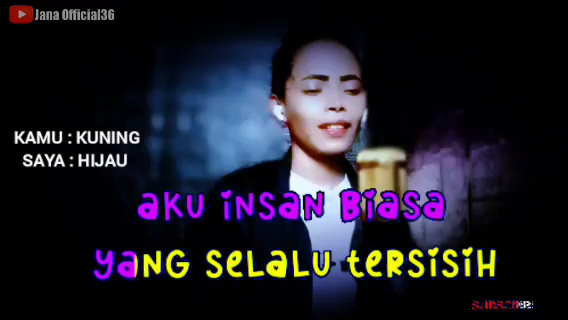 Jana Official36
KAMU : KUNING
SAYA : HIJAU
aku insan Biasa
yang selalu tersisih